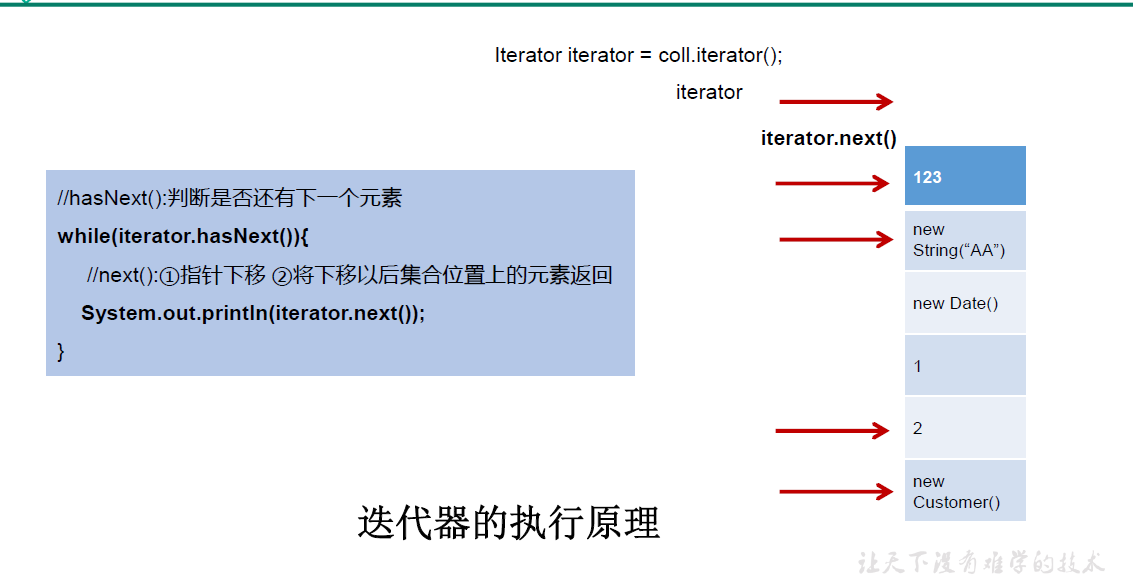 Iterator iterator = coll.iterator();
iterator
iterator.next()
//hasNext():判断是否还有下一个元素
while(iterator.hasNext()){
//next():①指针下移 ②将下移以后集合位置上的元素返回
System.out.println(iterator.next());
}
123
new
String(“AA”)
new Date()
1
2
new
Customer()
迭代器的执行原理
让天下没有难学的技术